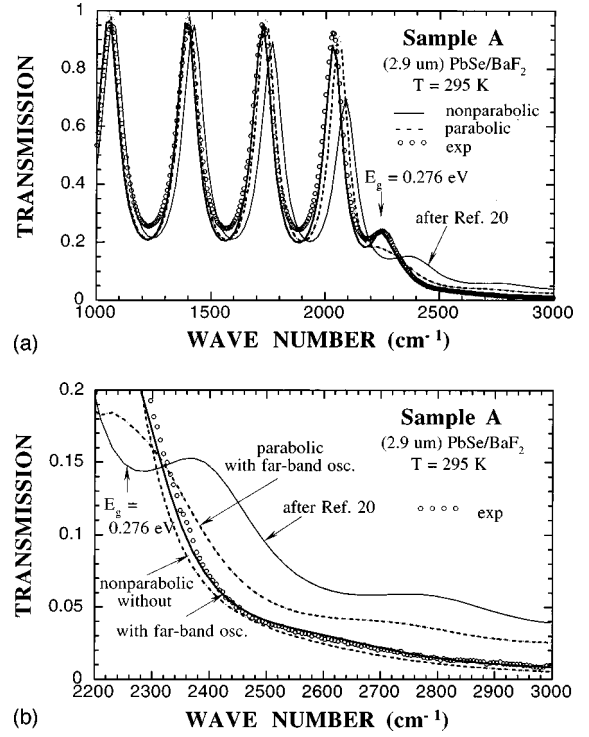 TRANSMISSION
1
0.8
0.6
0.4
0.2
0
Sample A
(2.9 um) PbSe/BaF2
T = 295 K
nonparabolic
parabolic
exp
Eg = 0.276 eV
after Ref. 20
1000 1500 2000 2500 3000
WAVE NUMBER (cm-1)
(a)
TRANSMISSION
0.2
0.15
0.1
0.05
0
Sample A
(2.9 um) PbSe/BaF2
T = 295 K
exp
parabolic
with far-band osc.
Eg =
0.276 eV
after Ref. 20
nonparabolic
without
with far-band osc.
2200 2300 2400 2500 2600 2700 2800 2900 3000
WAVE NUMBER (cm-1)
(b)